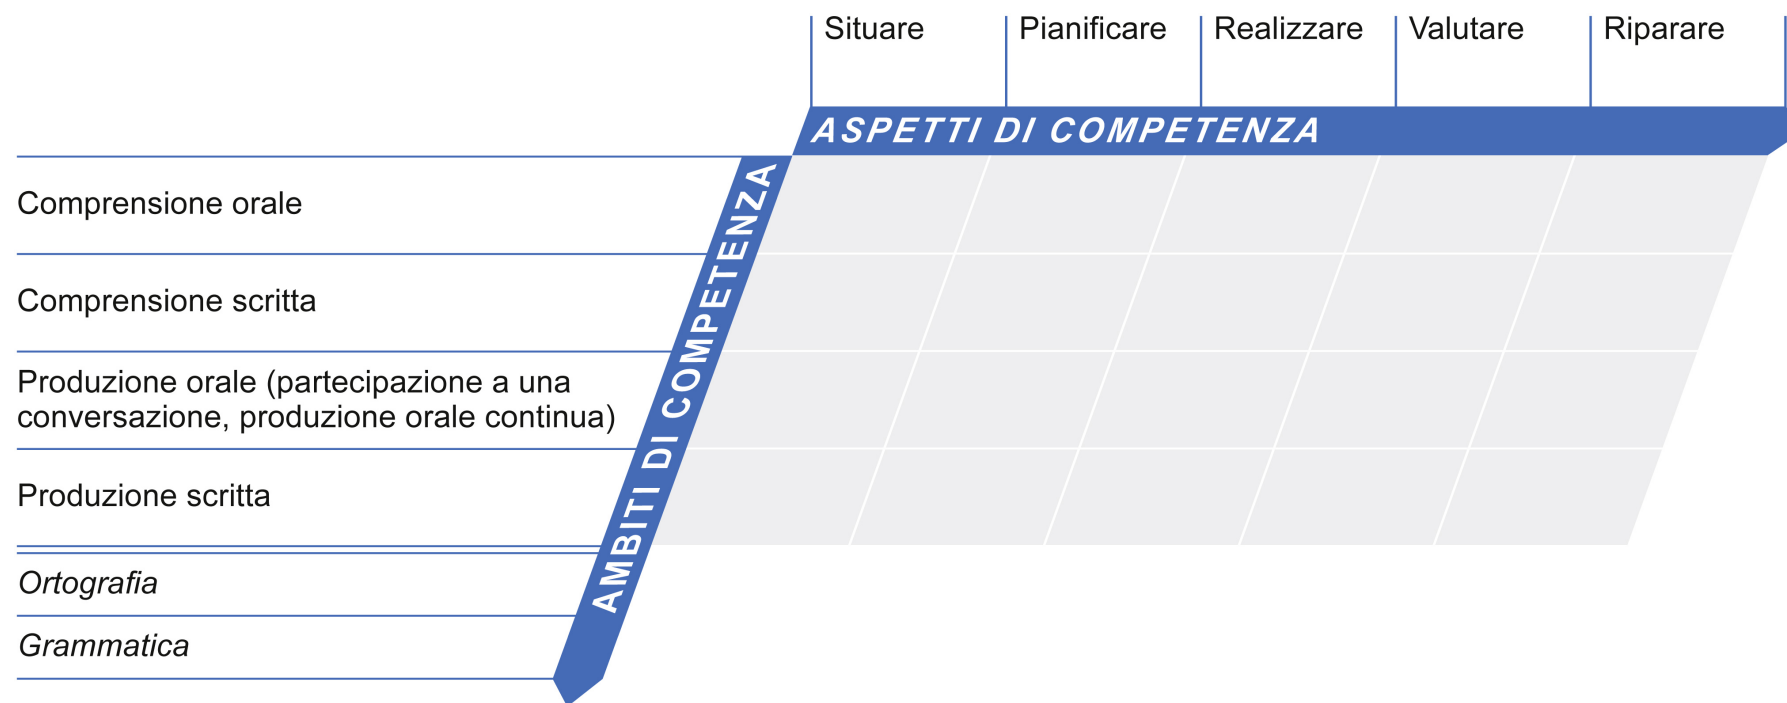 Situare
Pianificare
Realizzare
Valutare
Riparare
ASPETTI DI COMPETENZA
AMBITI DI COMPETENZA
Comprensione orale
Comprensione scritta
Produzione orale (partecipazione a una
conversazione, produzione orale continua)
Produzione scritta
Ortografia
Grammatica